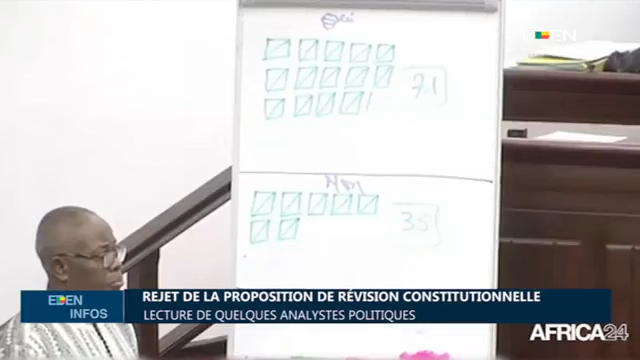 Oui
EDEN
71
Non
35
EDEN INFOS
REJET DE LA PROPOSITION DE RÉVISION CONSTITUTIONNELLE
LECTURE DE QUELQUES ANALYSTES POLITIQUES
AFRICA24